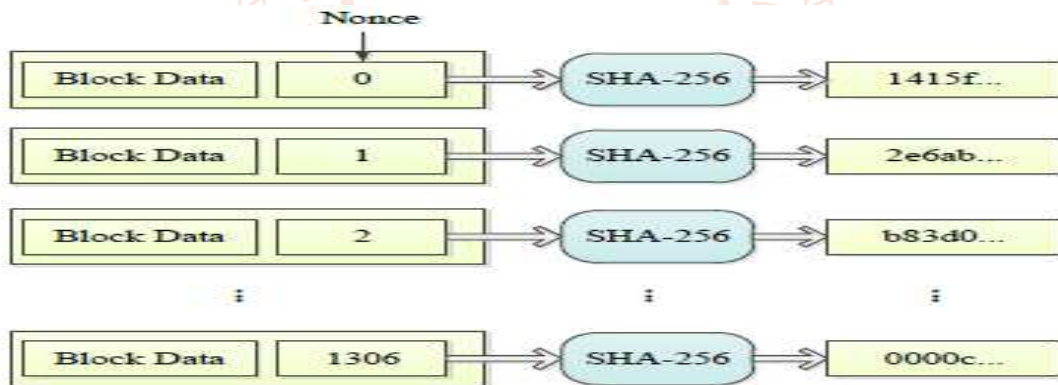 Nonce
Block Data 0 SHA-256 1415f...
Block Data 1 SHA-256 2e6ab...
Block Data 2 SHA-256 b83d0...
⋮ ⋮ ⋮
Block Data 1306 SHA-256 0000c...